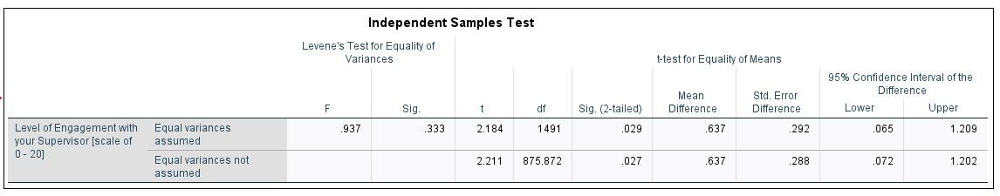 Independent Samples Test
Levene's Test for Equality of
Variances
t-test for Equality of Means
95% Confidence Interval of the
Difference
F Sig. t df Sig. (2-tailed) Mean
Difference Std. Error
Difference Lower Upper
Level of Engagement with
your Supervisor [scale of
0 - 20]
Equal variances
assumed
.937 .333 2.184 1491 .029 .637 .292 .065 1.209
Equal variances not
assumed
2.211 875.872 .027 .637 .288 .072 1.202